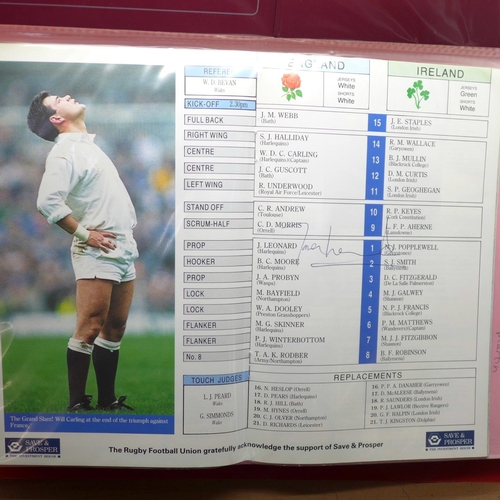 REFEREE
W. D. BEVAN
Wales
ENGLAND
JERSEYS
White
SHORTS
White
IRELAND
JERSEYS
Green
SHORTS
White
KICK-OFF 2.30pm
FULL BACK
J. M. WEBB
(Bath)
15
J. E. STAPLES
(London Irish)
RIGHT WING
S. J. HALLIDAY
(Harlequins)
14
R. M. WALLACE
(Garryowen)
CENTRE
W. D. C. CARLING
(Harlequins)(Captain)
13
B. J. MULLIN
(Blackrock College)
CENTRE
J. C. GUSCOTT
(Bath)
12
D. M. CURTIS
(London Irish)
LEFT WING
R. UNDERWOOD
(Royal Air Force/Leicester)
11
S. P. GEOGHEGAN
(London Irish)
STAND OFF
C. R. ANDREW
(Toulouse)
10
R. P. KEYES
(Cork Constitution)
SCRUM-HALF
C. D. MORRIS
(Orrell)
9
L. F. P. AHERNE
(Lansdowne)
PROP
J. LEONARD
(Harlequins)
1
N. J. POPPLEWELL
(Greystones)
HOOKER
B. C. MOORE
(Harlequins)
2
S. J. SMITH
(Ballymena)
PROP
J. A. PROBYN
(Wasps)
3
D. C. FITZGERALD
(De La Salle Palmerston)
LOCK
M. BAYFIELD
(Northampton)
4
M. J. GALWEY
(Shannon)
LOCK
W. A. DOOLEY
(Preston Grasshoppers)
5
N. P. J. FRANCIS
(Blackrock College)
FLANKER
M. G. SKINNER
(Harlequins)
6
P. M. MATTHEWS
(Wanderers)(Captain)
FLANKER
P. J. WINTERBOTTOM
(Harlequins)
7
M. J. J. FITZGIBBON
(Shannon)
No. 8
T. A. K. RODBER
(Army/Northampton)
8
B. F. ROBINSON
(Ballymena)
TOUCH JUDGES
L. J. PEARD
Wales
G. SIMMONDS
Wales
REPLACEMENTS
16. N. HESLOP (Orrell)
17. D. PEARS (Harlequins)
18. R. J. HILL (Bath)
19. M. HYNES (Orrell)
20. C. J. OLVER (Northampton)
21. D. RICHARDS (Leicester)
16. P. P. A. DANAHER (Garryowen)
17. D. McALEESE (Ballymena)
18. R. SAUNDERS (London Irish)
19. P. J. LAWLOR (Bective Rangers)
20. G. F. HALPIN (London Irish)
21. T. J. KINGSTON (Dolphin)
The Grand Slam! Will Carling at the end of the triumph against
France.
SAVE &
PROSPER
THE INVESTMENT HOUSE
The Rugby Football Union gratefully acknowledge the support of Save & Prosper
SAVE &
PROSPER
THE INVESTMENT HOUSE